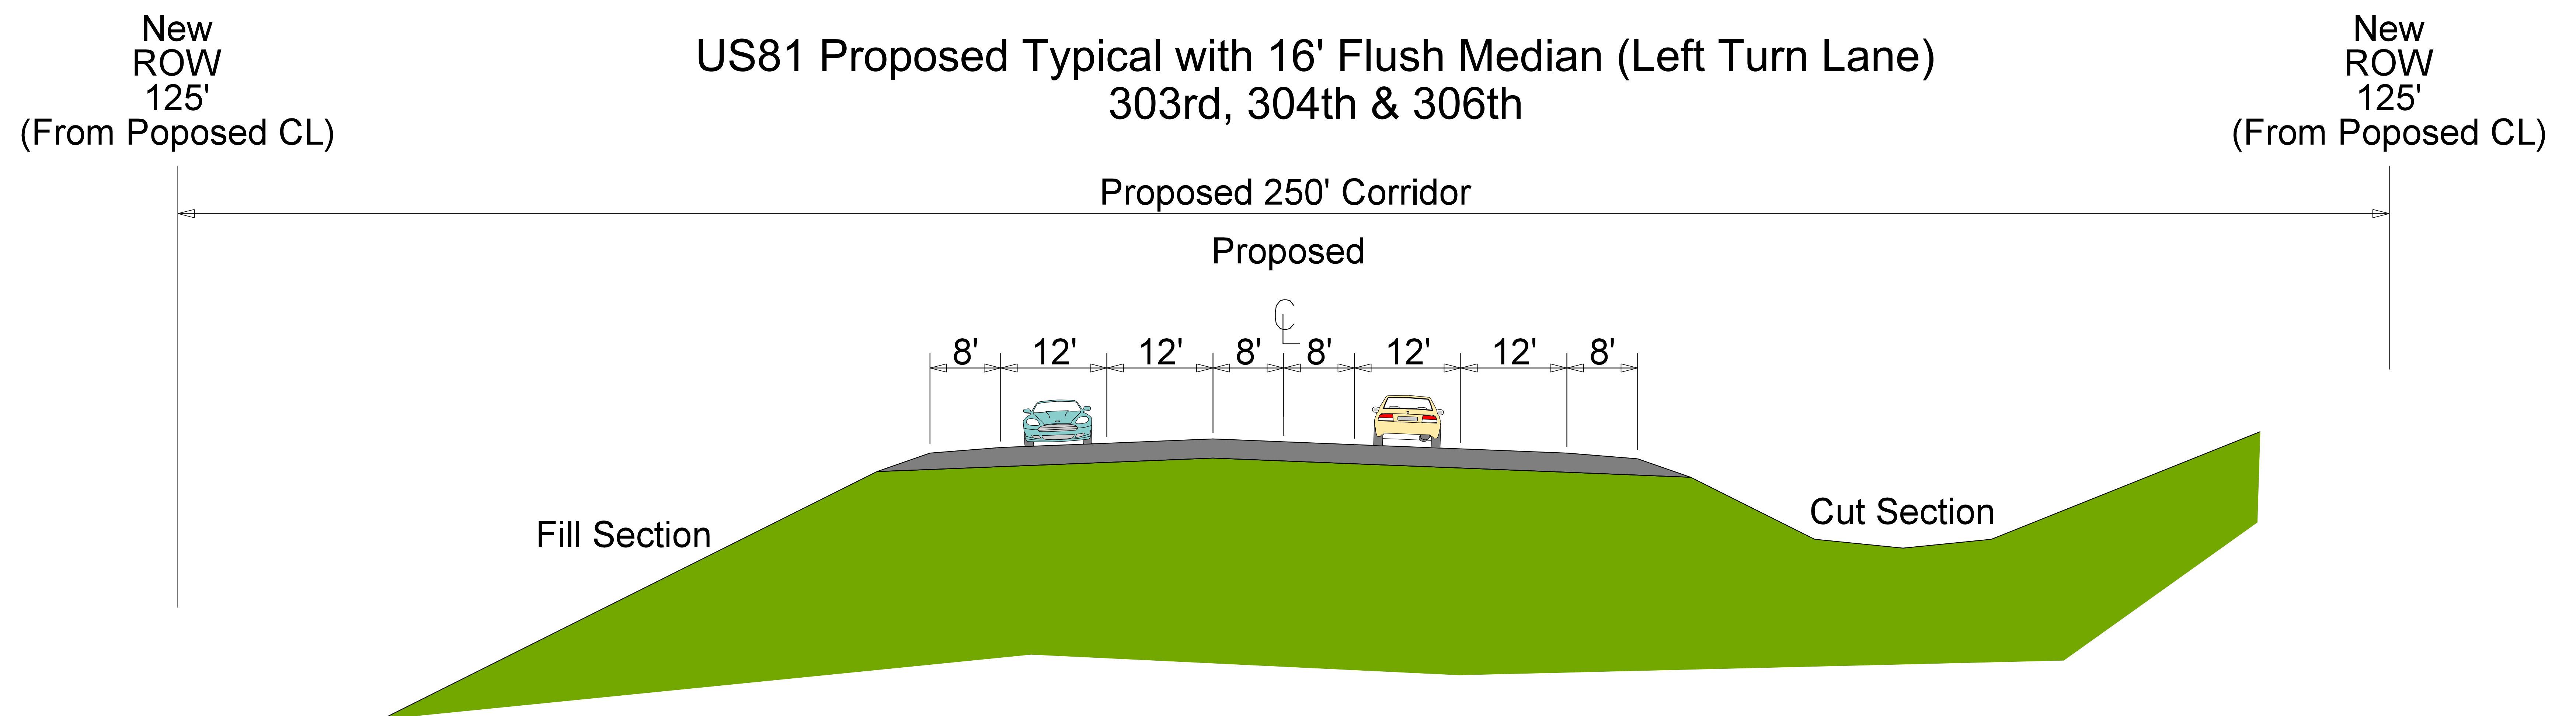 New
ROW
125'
(From Poposed CL)
US81 Proposed Typical with 16' Flush Median (Left Turn Lane)
303rd, 304th & 306th
New
ROW
125'
(From Poposed CL)
Proposed 250' Corridor
Proposed
CL
8' 12' 12' 8' 8' 12' 12' 8'
Fill Section
Cut Section